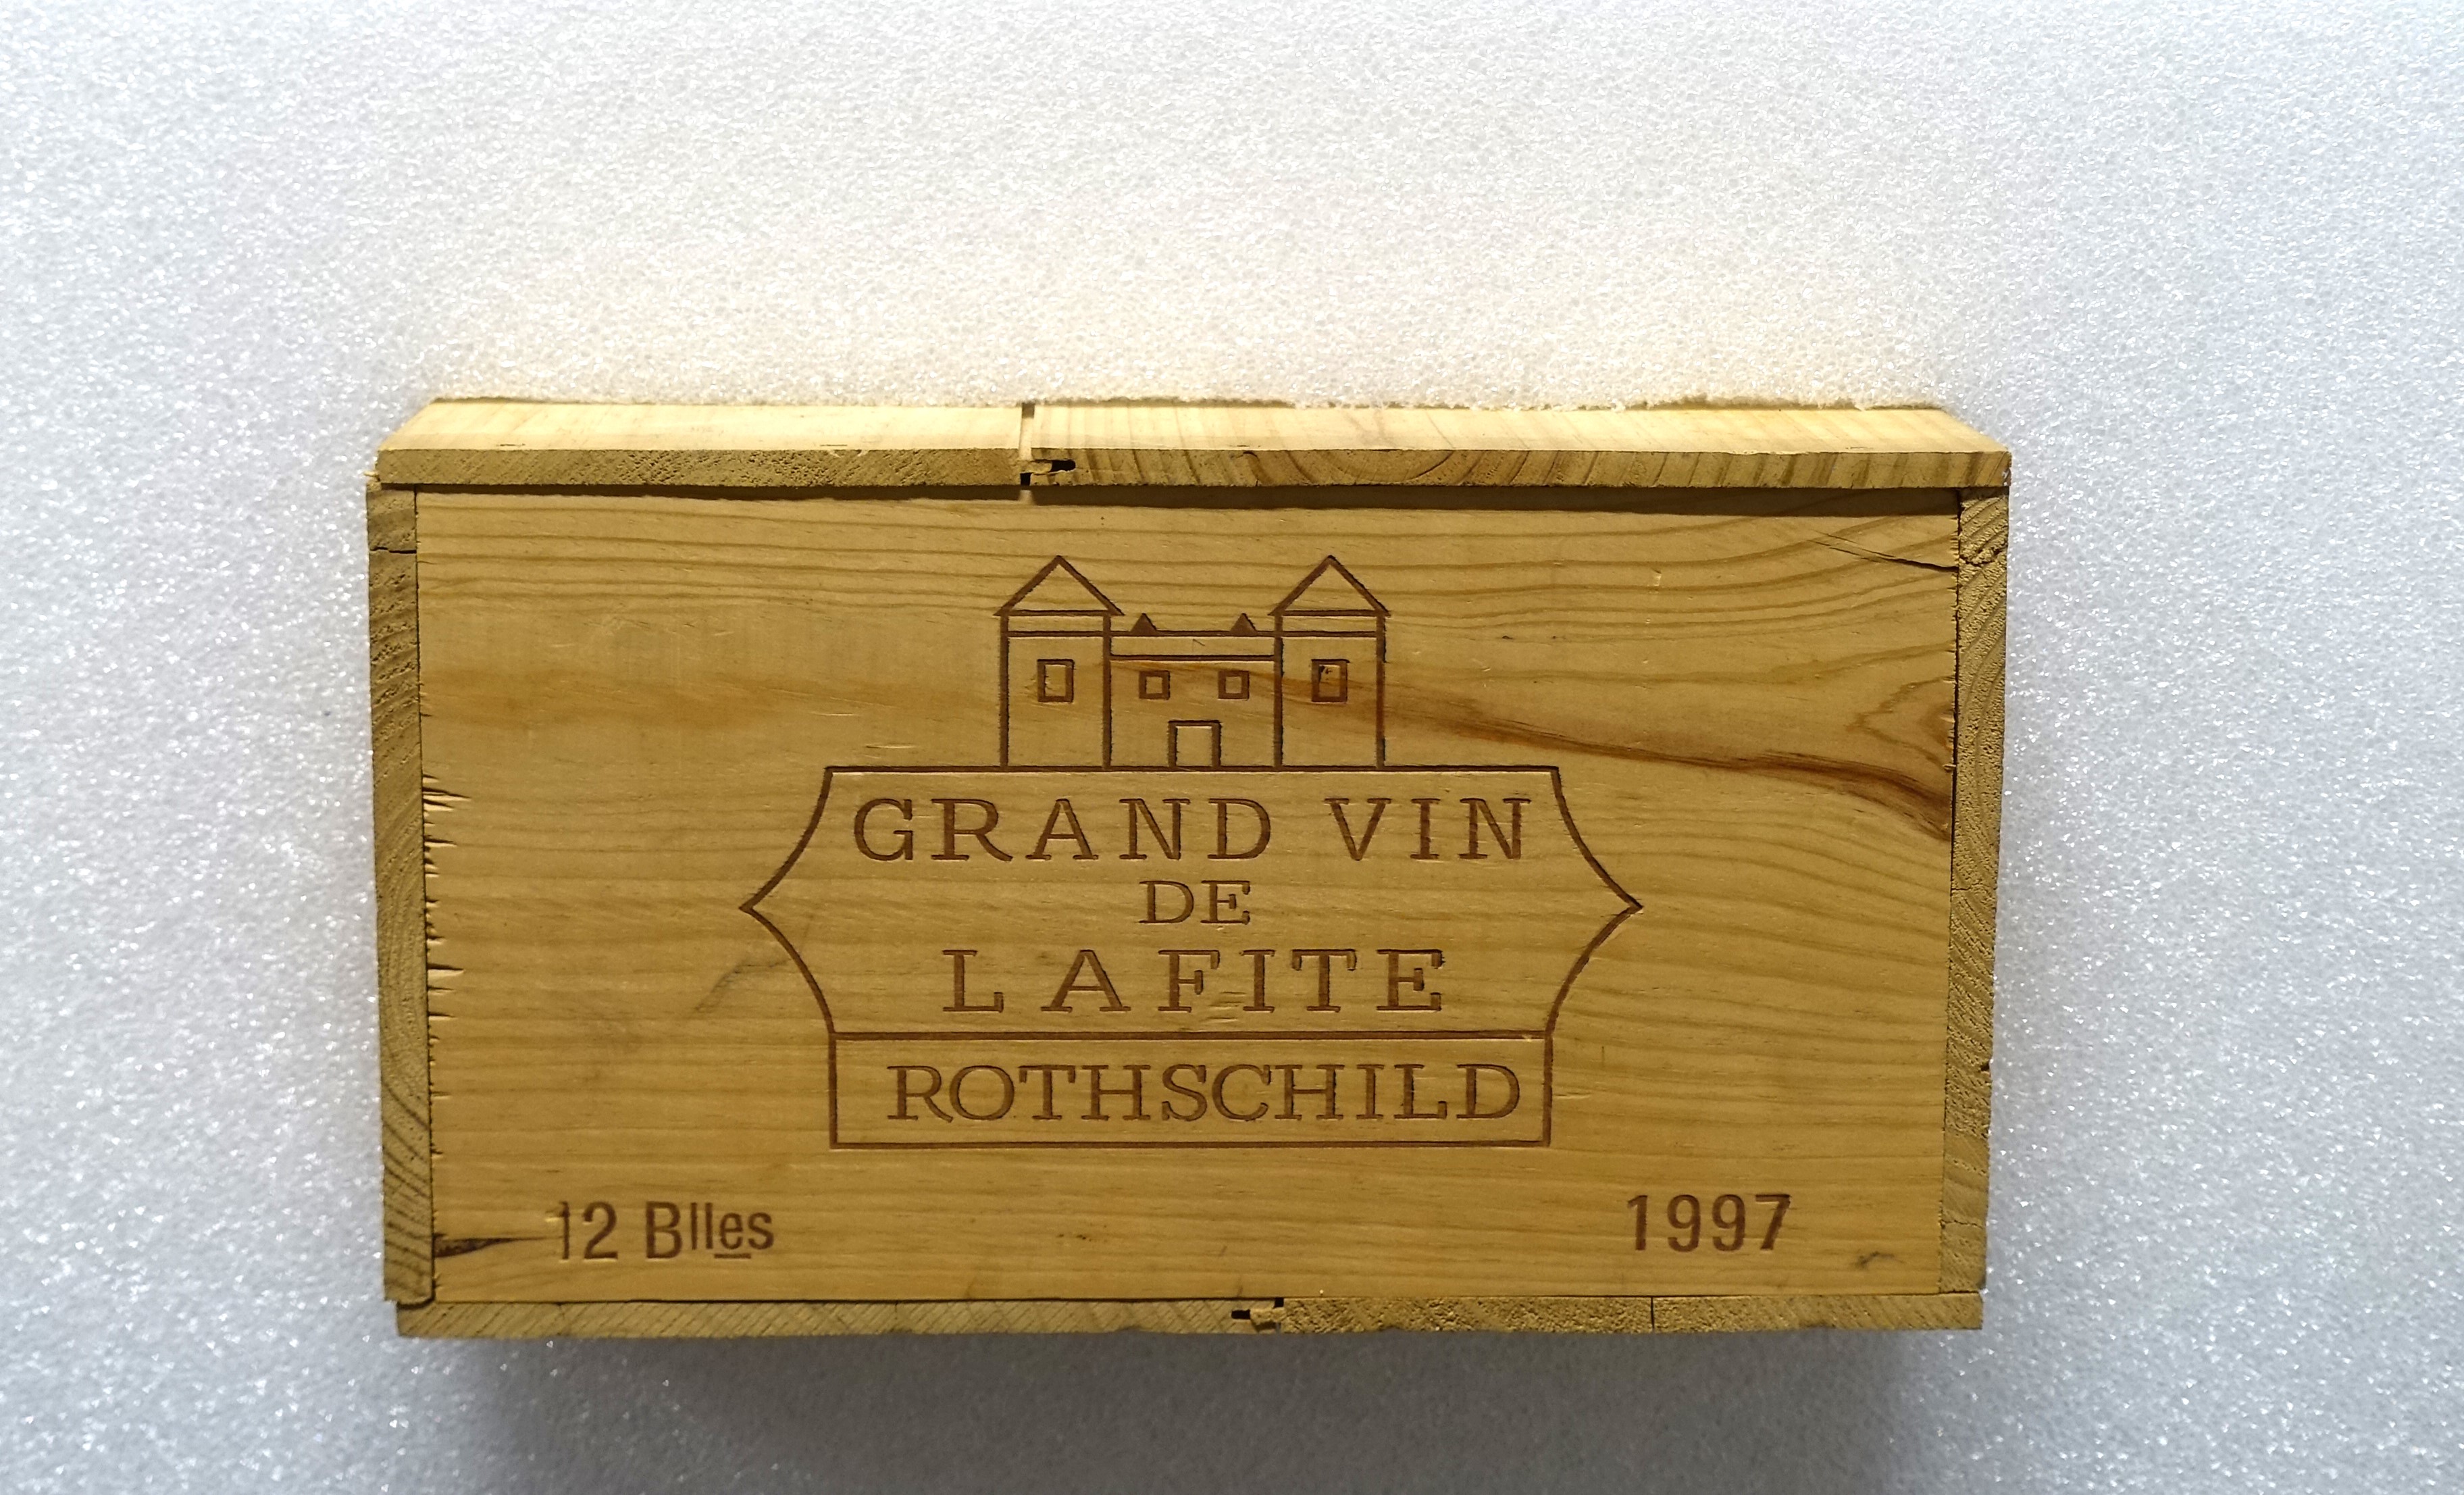 GRAND VIN
DE
LAFITE
ROTHSCHILD
12 Blles 1997